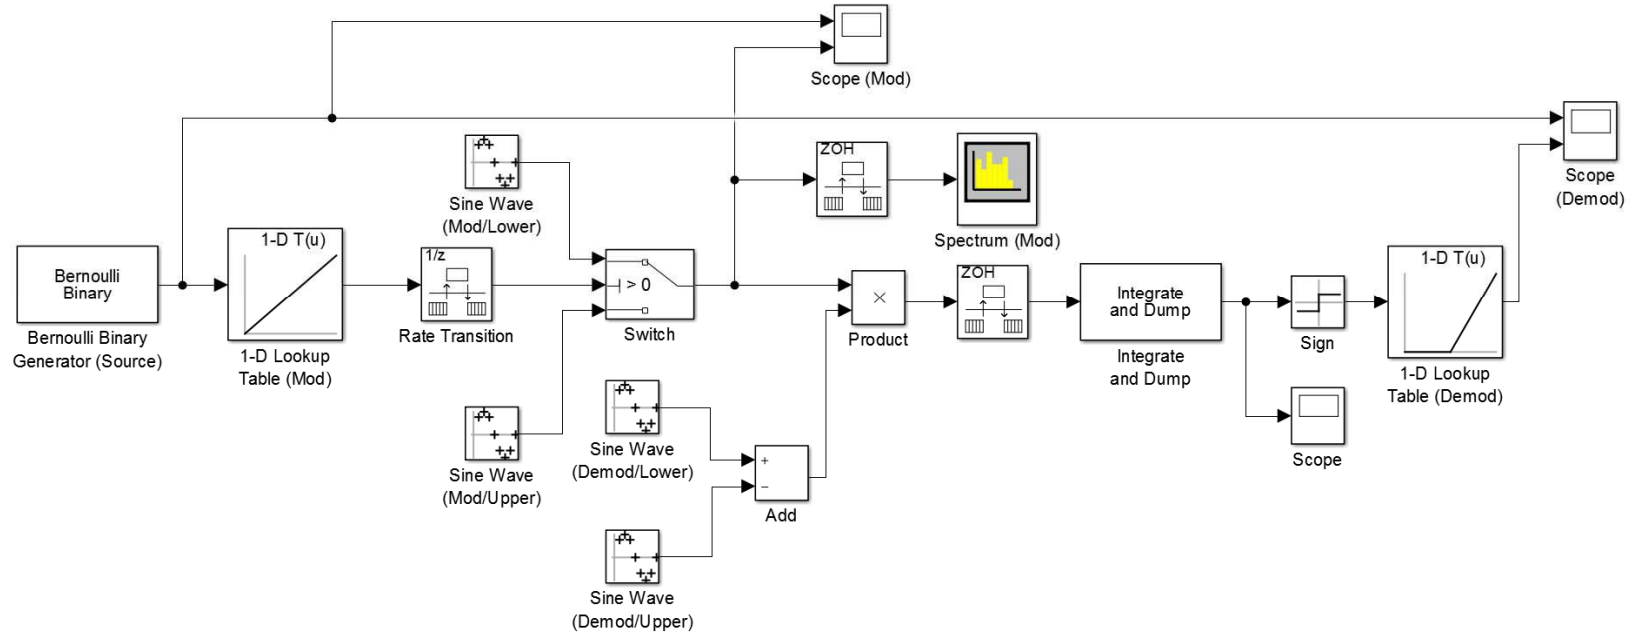 Scope (Mod)
Scope
(Demod)
ZOH
Sine Wave
(Mod/Lower)
Spectrum (Mod)
1-D T(u)
Bernoulli
Binary
Bernoulli Binary
Generator (Source)
1-D Lookup
Table (Mod)
1/z
Rate Transition
> 0
Switch
×
Product
ZOH
Integrate
and Dump
Integrate
and Dump
Sign
1-D T(u)
1-D Lookup
Table (Demod)
Scope
Sine Wave
(Mod/Upper)
Sine Wave
(Demod/Lower)
+
−
Add
Sine Wave
(Demod/Upper)